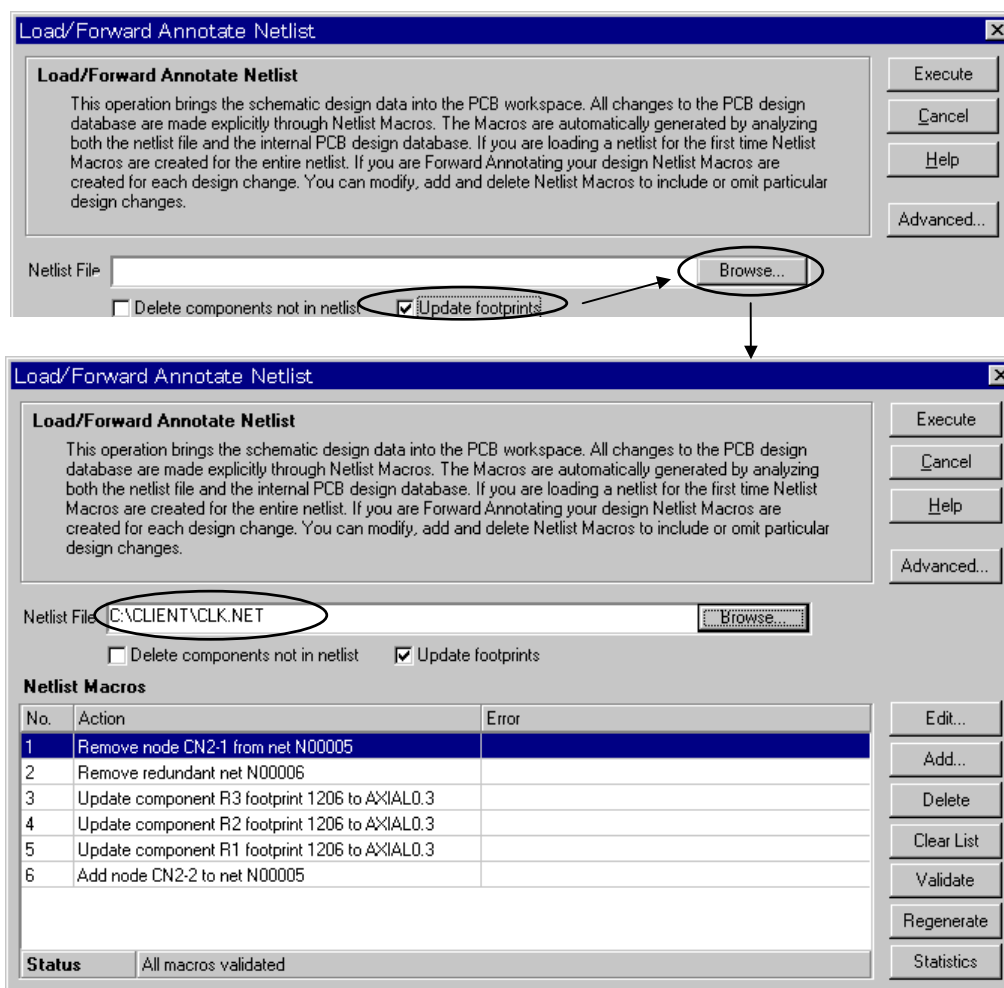 Load/Forward Annotate Netlist
Load/Forward Annotate Netlist
This operation brings the schematic design data into the PCB workspace. All changes to the PCB design
database are made explicitly through Netlist Macros. The Macros are automatically generated by analyzing
both the netlist file and the internal PCB design database. If you are loading a netlist for the first time Netlist
Macros are created for the entire netlist. If you are Forward Annotating your design Netlist Macros are
created for each design change. You can modify, add and delete Netlist Macros to include or omit particular
design changes.
Execute
Cancel
Help
Advanced...
Netlist File
Browse...
Delete components not in netlist
Update footprints
Load/Forward Annotate Netlist
Load/Forward Annotate Netlist
This operation brings the schematic design data into the PCB workspace. All changes to the PCB design
database are made explicitly through Netlist Macros. The Macros are automatically generated by analyzing
both the netlist file and the internal PCB design database. If you are loading a netlist for the first time Netlist
Macros are created for the entire netlist. If you are Forward Annotating your design Netlist Macros are
created for each design change. You can modify, add and delete Netlist Macros to include or omit particular
design changes.
Execute
Cancel
Help
Advanced...
Netlist File C:\CLIENT\CLK.NET
Browse...
Delete components not in netlist
Update footprints
Netlist Macros
No. Action Error
1 Remove node CN2-1 from net N00005
2 Remove redundant net N00006
3 Update component R3 footprint 1206 to AXIAL0.3
4 Update component R2 footprint 1206 to AXIAL0.3
5 Update component R1 footprint 1206 to AXIAL0.3
6 Add node CN2-2 to net N00005
Edit...
Add...
Delete
Clear List
Validate
Regenerate
Statistics
Status All macros validated